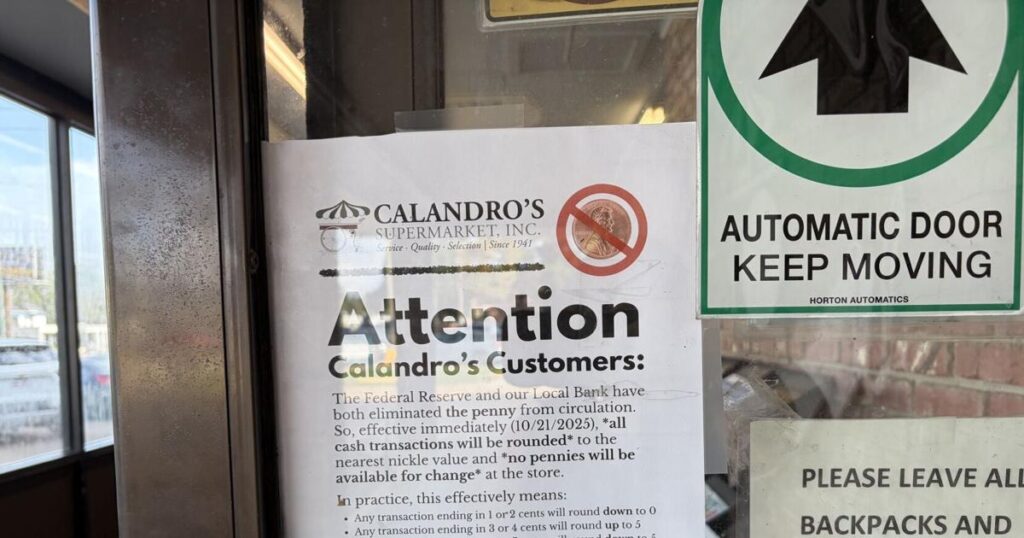 CALANDRO'S
SUPERMARKET, INC.
Service · Quality · Selection | Since 1941
Attention
Calandro's Customers:
The Federal Reserve and our Local Bank have
both eliminated the penny from circulation.
So, effective immediately (10/21/2025), *all
cash transactions will be rounded* to the
nearest nickle value and *no pennies will be
available for change* at the store.
In practice, this effectively means:
• Any transaction ending in 1 or 2 cents will round down to 0
• Any transaction ending in 3 or 4 cents will round up to 5
AUTOMATIC DOOR
KEEP MOVING
HORTON AUTOMATICS
PLEASE LEAVE ALL
BACKPACKS AND